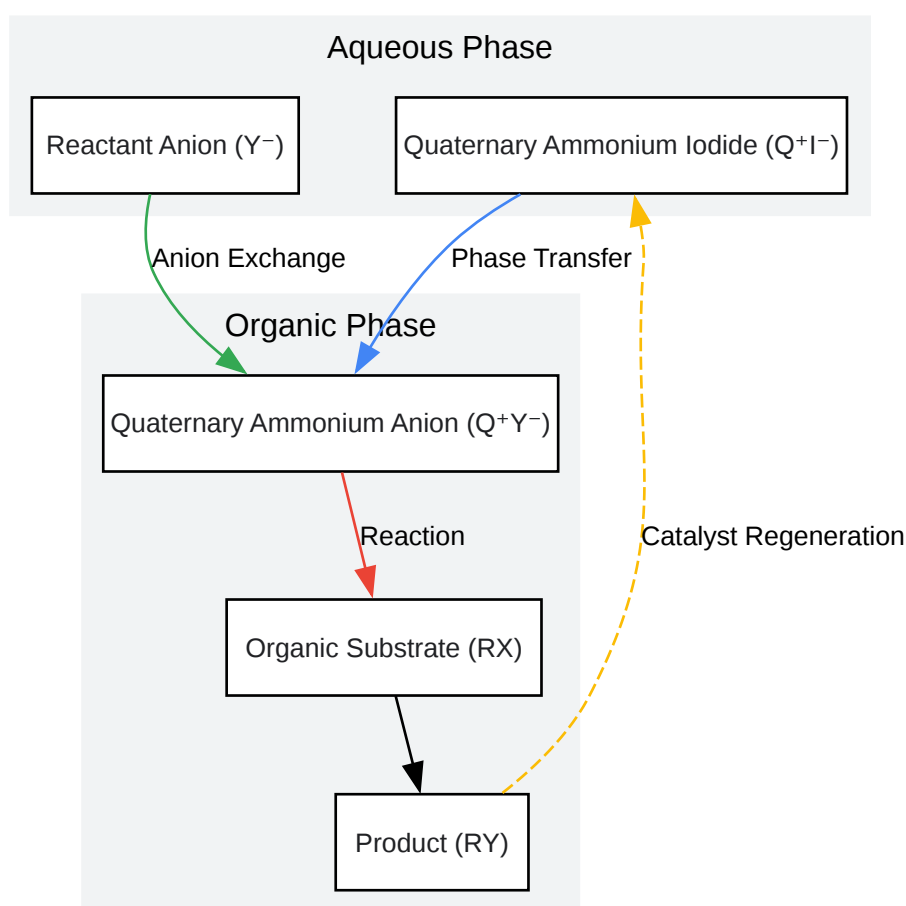 Aqueous Phase
Reactant Anion (Y⁻)
Quaternary Ammonium Iodide (Q⁺I⁻)
Anion Exchange
Phase Transfer
Organic Phase
Quaternary Ammonium Anion (Q⁺Y⁻)
Reaction
Catalyst Regeneration
Organic Substrate (RX)
Product (RY)